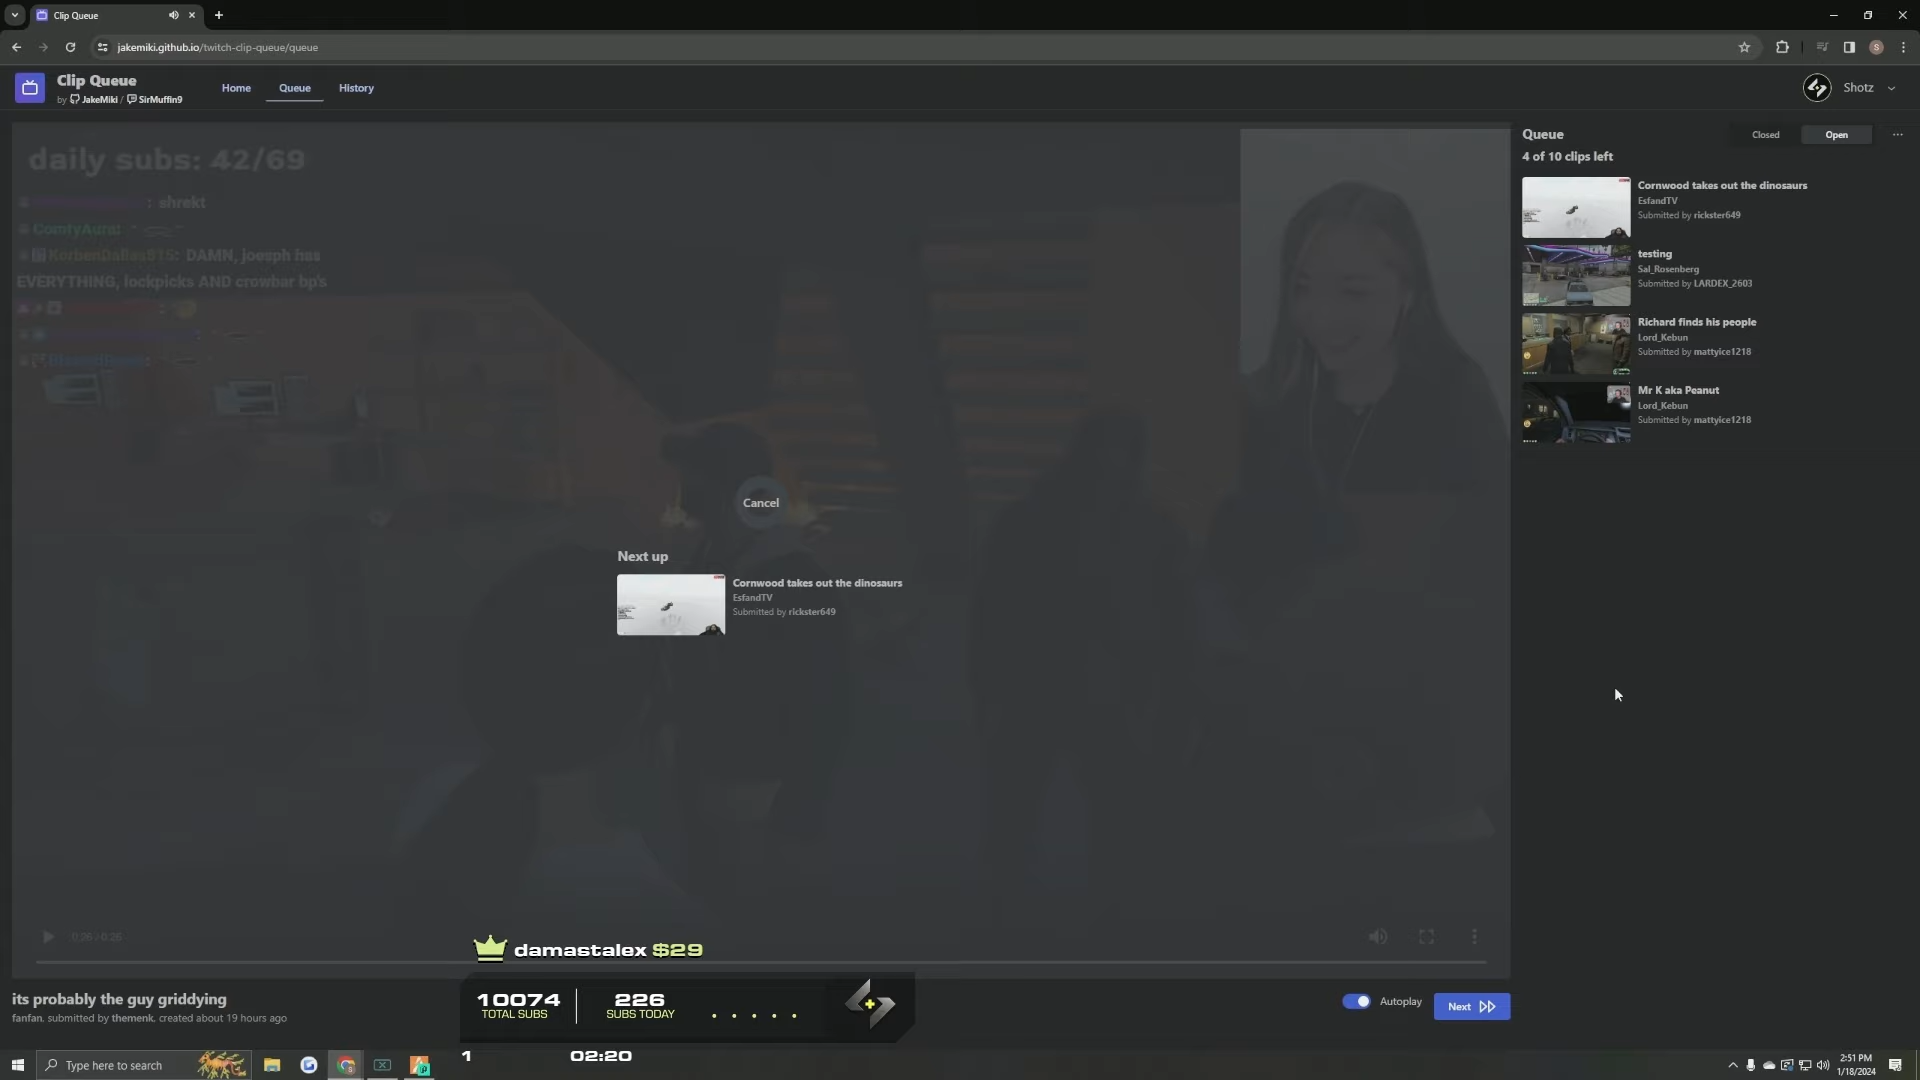 Clip Queue
jakemiki.github.io/twitch-clip-queue/queue
S
Clip Queue
by JakeMiki / SirMuffin9
Home
Queue
History
Shotz
daily subs: 42/69
: shrekt
ComfyAura:
KorbenDallas815: DAMN, joesph has
EVERYTHING, lockpicks AND crowbar bp's
Cancel
Next up
Cornwood takes out the dinosaurs
EsfandTV
Submitted by rickster649
Queue
Closed
Open
4 of 10 clips left
Cornwood takes out the dinosaurs
EsfandTV
Submitted by rickster649
testing
Sal_Rosenberg
Submitted by LARDEX_2603
Richard finds his people
Lord_Kebun
Submitted by mattyice1218
Mr K aka Peanut
Lord_Kebun
Submitted by mattyice1218
0:26 / 0:26
damastalex $29
10074
TOTAL SUBS
226
SUBS TODAY
its probably the guy griddying
fanfan, submitted by themenk, created about 19 hours ago
Autoplay
Next
1
02:20
Type here to search
2:51 PM
1/18/2024